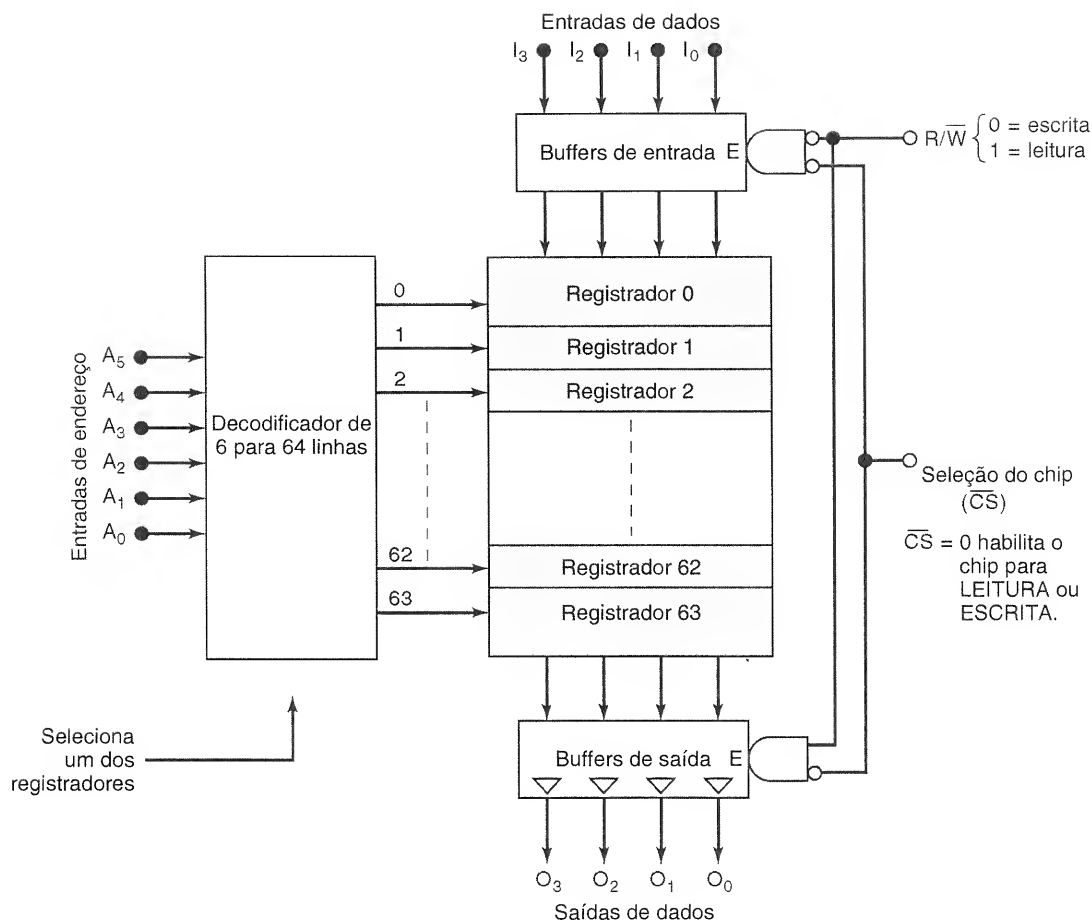 Entradas de dados
I3 I2 I1 I0
Buffers de entrada E
R/W̅ { 0 = escrita
1 = leitura
Entradas de endereço
A5
A4
A3
A2
A1
A0
Decodificador de
6 para 64 linhas
0
1
2
62
63
Registrador 0
Registrador 1
Registrador 2
Registrador 62
Registrador 63
Seleção do chip
(C̅S̅)
C̅S̅ = 0 habilita o
chip para
LEITURA ou
ESCRITA.
Seleciona
um dos
registradores
Buffers de saída E
O3 O2 O1 O0
Saídas de dados